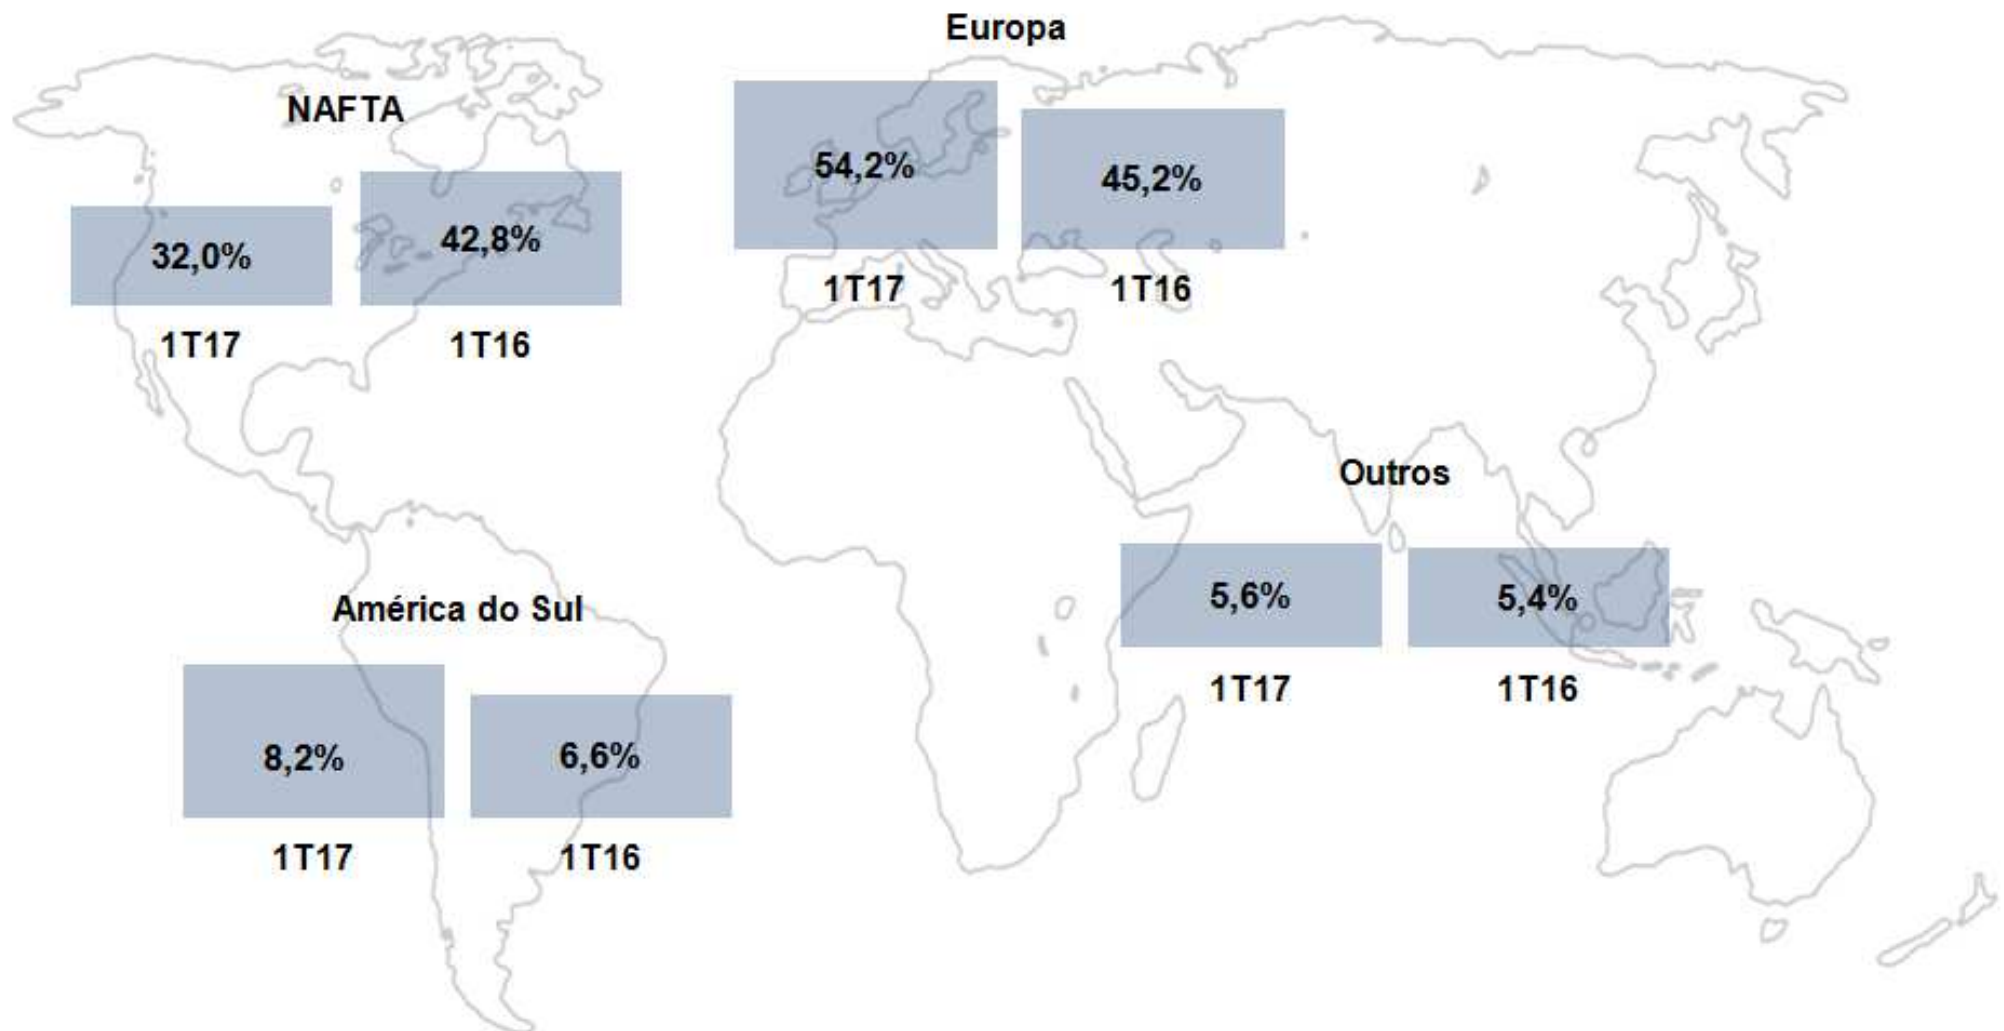 Europa
54,2%
45,2%
1T17
1T16
NAFTA
32,0%
42,8%
1T17
1T16
Outros
5,6%
5,4%
1T17
1T16
América do Sul
8,2%
6,6%
1T17
1T16